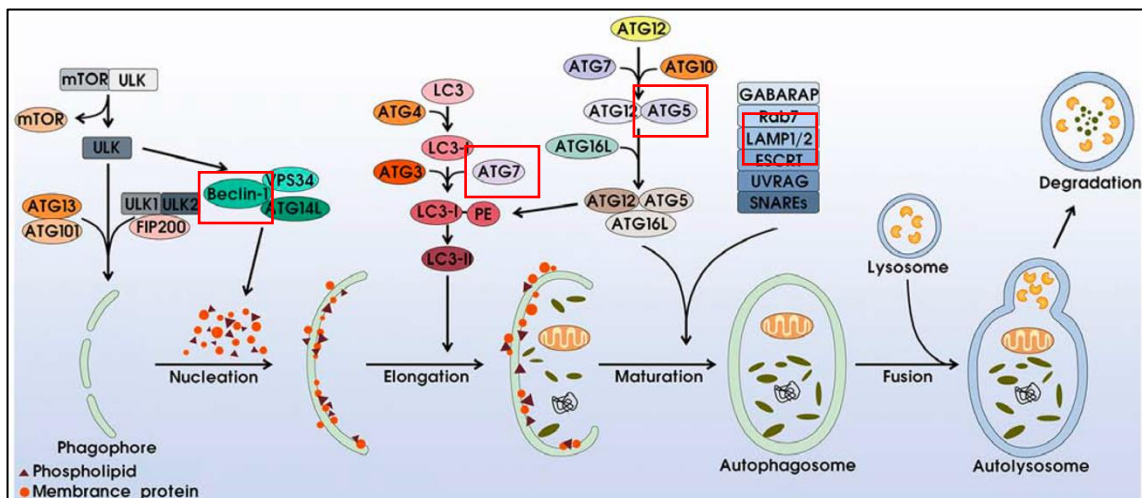 mTOR ULK
mTOR
ULK
ATG13
ATG101
ULK1 ULK2
FIP200
Beclin-1
VPS34
ATG14L
LC3
ATG4
LC3-I
ATG3
ATG7
LC3-I PE
LC3-II
ATG12
ATG7
ATG10
ATG12 ATG5
ATG16L
ATG12 ATG5
ATG16L
GABARAP
Rab7
LAMP1/2
ESCRT
UVRAG
SNAREs
Lysosome
Degradation
Nucleation
Elongation
Maturation
Fusion
Phagophore
Autophagosome
Autolysosome
Phospholipid
Membrance protein